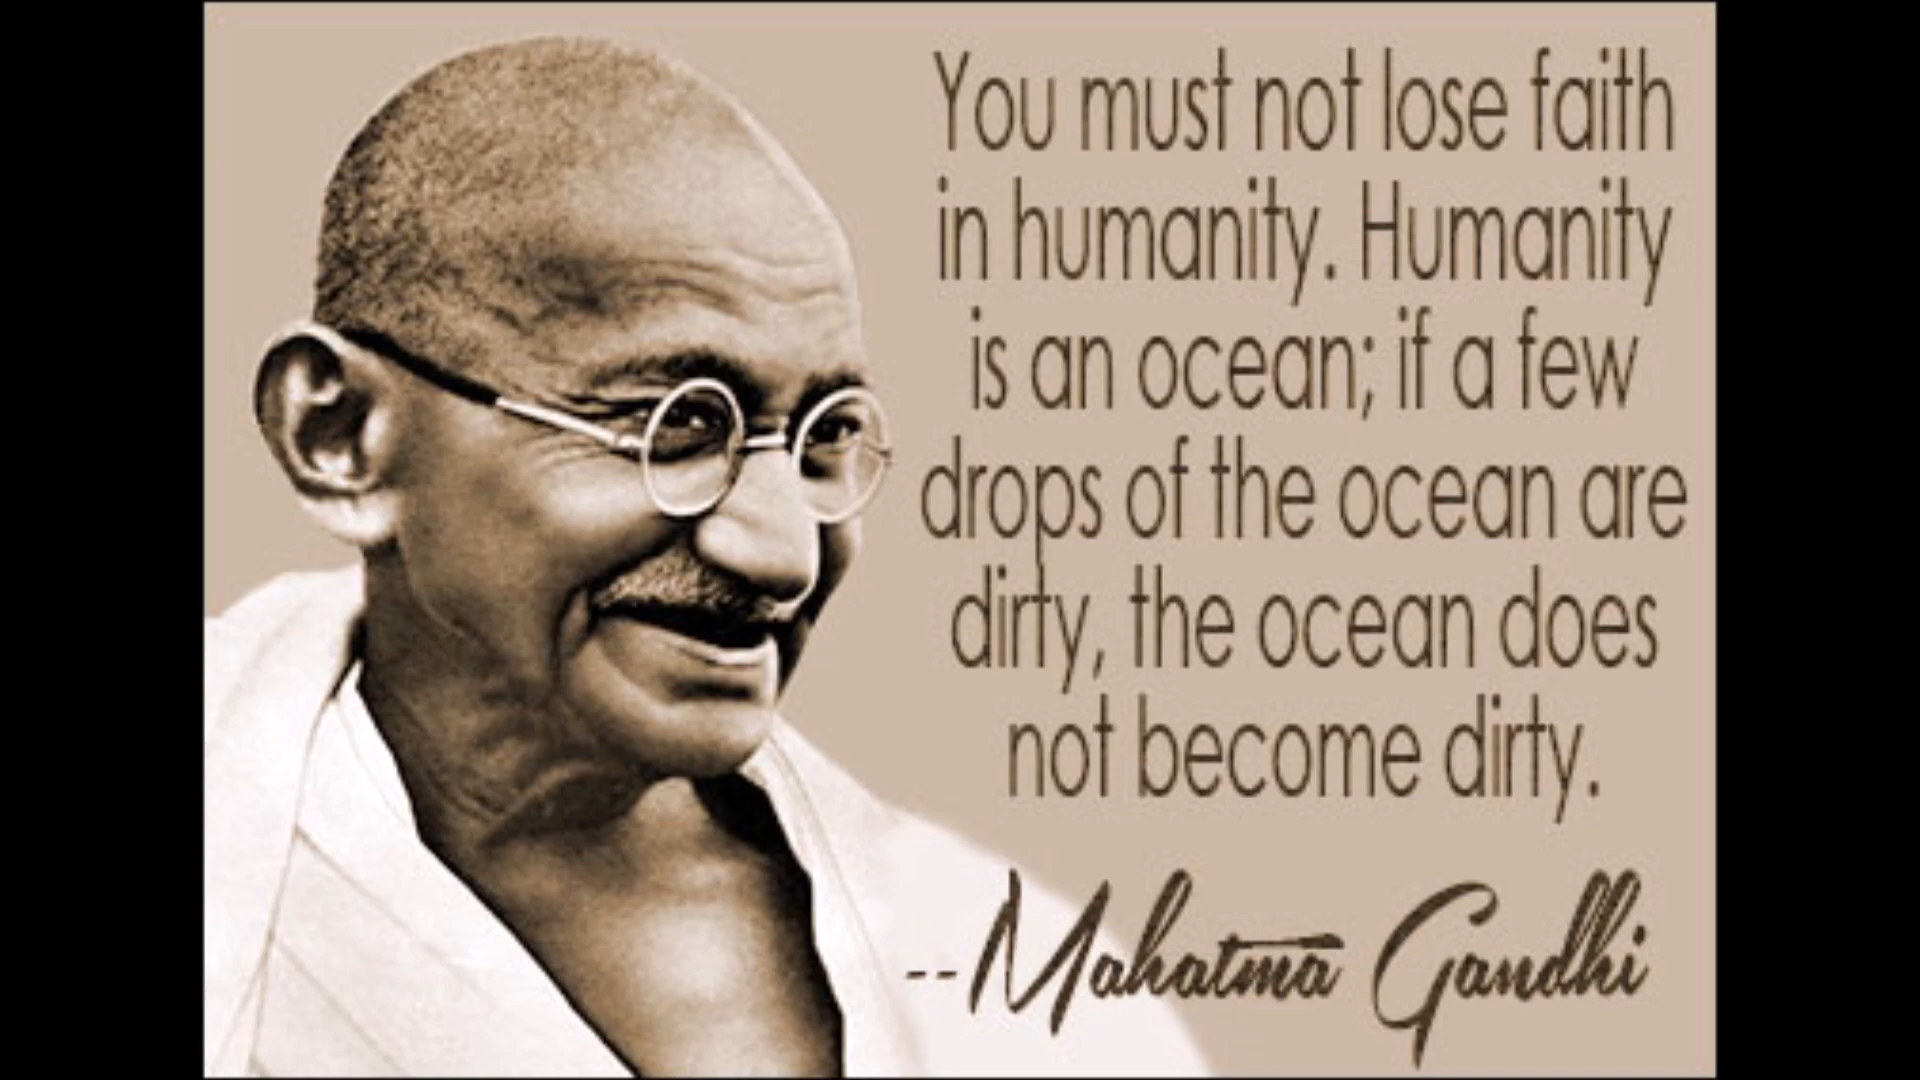 You must not lose faith
in humanity. Humanity
is an ocean; if a few
drops of the ocean are
dirty, the ocean does
not become dirty.
--Mahatma Gandhi